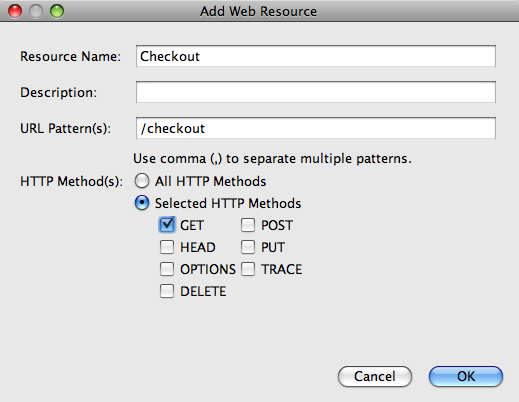 Add Web Resource
Resource Name: Checkout
Description:
URL Pattern(s): /checkout
Use comma (,) to separate multiple patterns.
HTTP Method(s): All HTTP Methods
Selected HTTP Methods
GET POST
HEAD PUT
OPTIONS TRACE
DELETE
Cancel OK